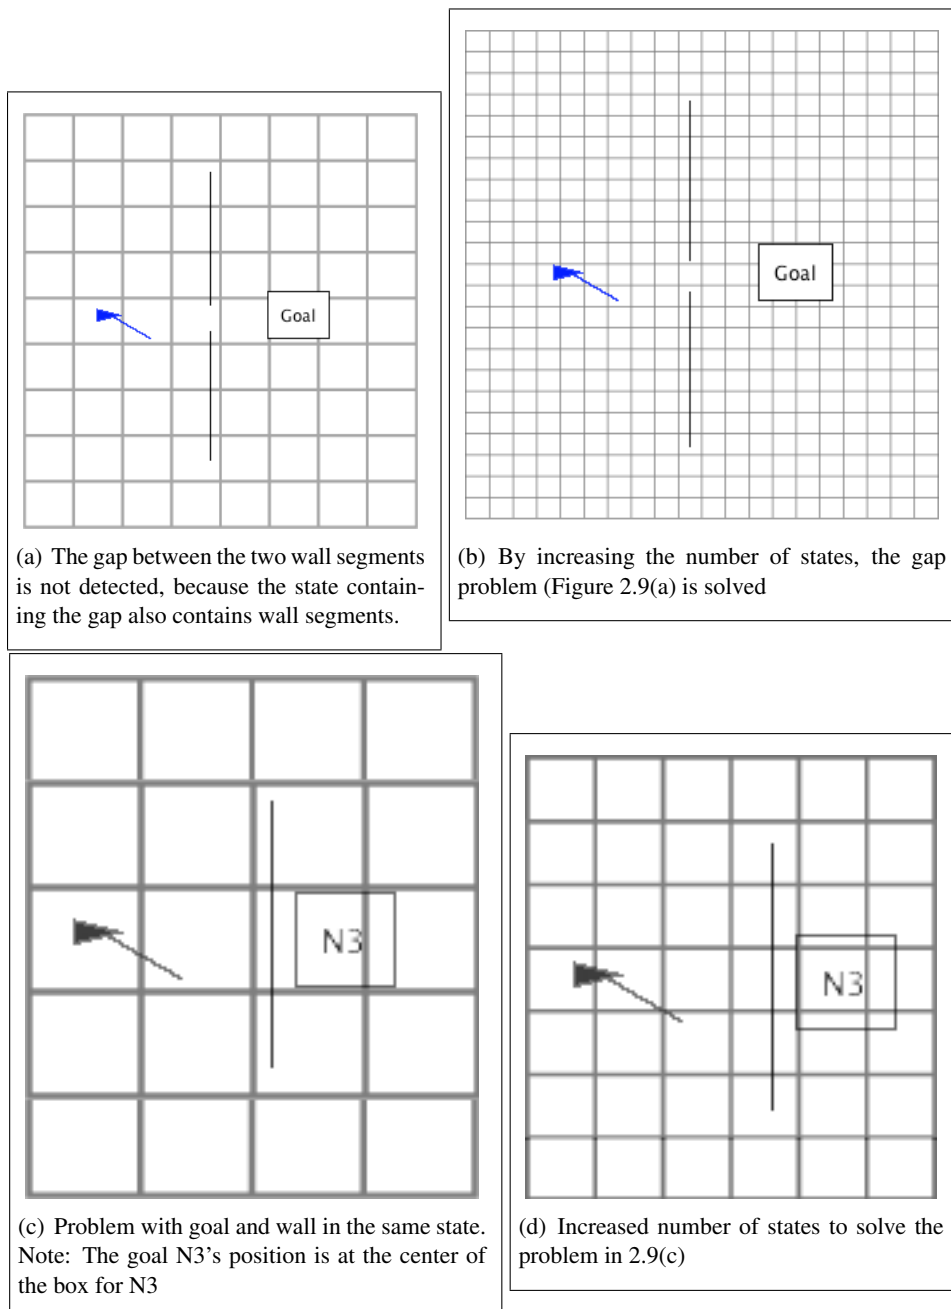 Goal
(a) The gap between the two wall segments
is not detected, because the state contain-
ing the gap also contains wall segments.
Goal
(b) By increasing the number of states, the gap
problem (Figure 2.9(a) is solved
N3
(c) Problem with goal and wall in the same state.
Note: The goal N3's position is at the center of
the box for N3
N3
(d) Increased number of states to solve the
problem in 2.9(c)